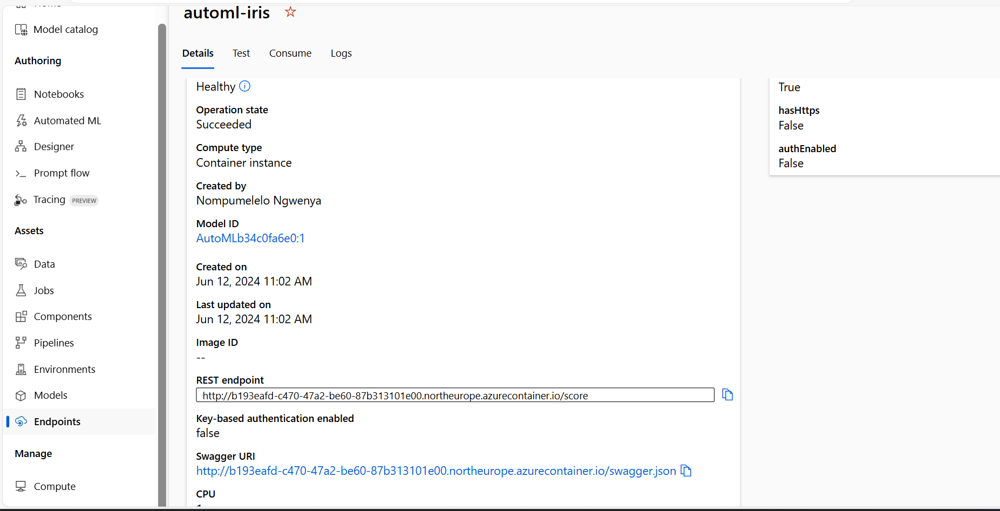 automl-iris
Model catalog
Authoring
Notebooks
Automated ML
Designer
Prompt flow
Tracing PREVIEW
Assets
Data
Jobs
Components
Pipelines
Environments
Models
Endpoints
Manage
Compute
Details Test Consume Logs
Healthy
Operation state
Succeeded
Compute type
Container instance
Created by
Nompumelelo Ngwenya
Model ID
AutoMLb34c0fa6e0:1
Created on
Jun 12, 2024 11:02 AM
Last updated on
Jun 12, 2024 11:02 AM
Image ID
--
REST endpoint
http://b193eafd-c470-47a2-be60-87b313101e00.northeurope.azurecontainer.io/score
Key-based authentication enabled
false
Swagger URI
http://b193eafd-c470-47a2-be60-87b313101e00.northeurope.azurecontainer.io/swagger.json
CPU
True
hasHttps
False
authEnabled
False